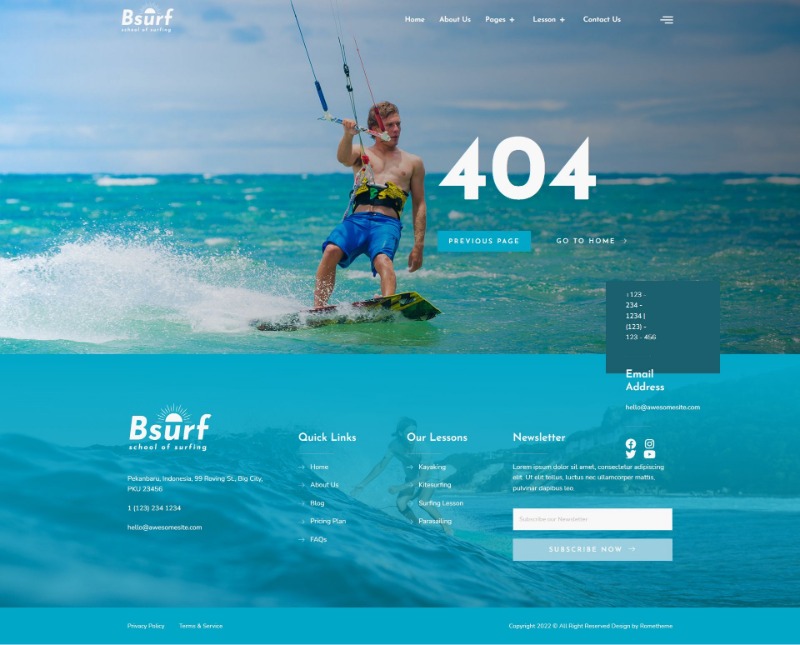 Bsurf
school of surfing
Home About Us Pages + Lesson + Contact Us
404
PREVIOUS PAGE GO TO HOME
123 -
234 -
1234 |
(123) -
123 - 456
Email
Address
hello@awesomesite.com
Bsurf
school of surfing
Pekanbaru, Indonesia, 99 Roving St., Big City,
PKU 23456
1 (123) 234 1234
hello@awesomesite.com
Quick Links
Home
About Us
Blog
Pricing Plan
FAQs
Our Lessons
Kayaking
Kitesurfing
Surfing Lesson
Parasailing
Newsletter
Lorem ipsum dolor sit amet, consectetur adipiscing
elit. Ut elit tellus, luctus nec ullamcorper mattis,
pulvinar dapibus leo.
Subscribe our Newsletter
SUBSCRIBE NOW
Privacy Policy Terms & Service
Copyright 2022 © All Right Reserved Design by Rometheme